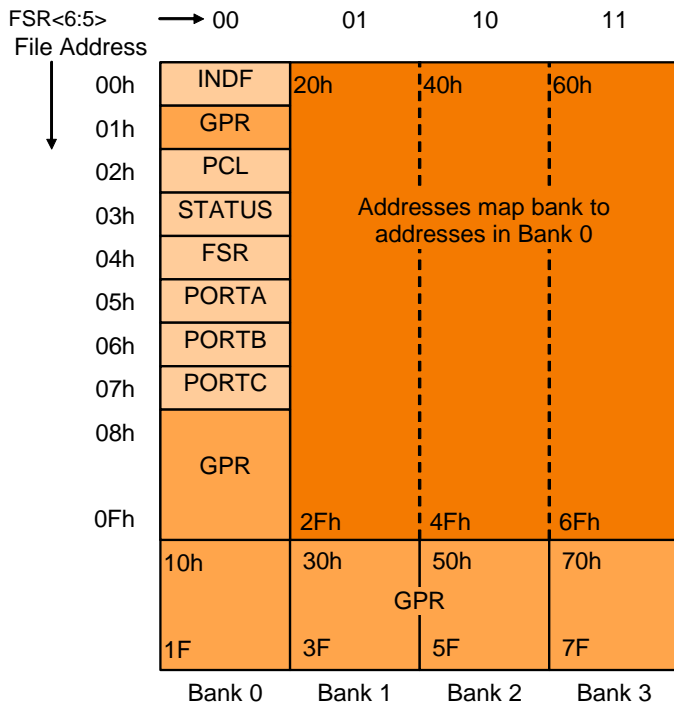 FSR<6:5> 00 01 10 11
File Address
00h INDF 20h 40h 60h
01h GPR
02h PCL
03h STATUS Addresses map bank to
addresses in Bank 0
04h FSR
05h PORTA
06h PORTB
07h PORTC
08h
GPR
0Fh 2Fh 4Fh 6Fh
10h 30h 50h 70h
GPR
1F 3F 5F 7F
Bank 0 Bank 1 Bank 2 Bank 3